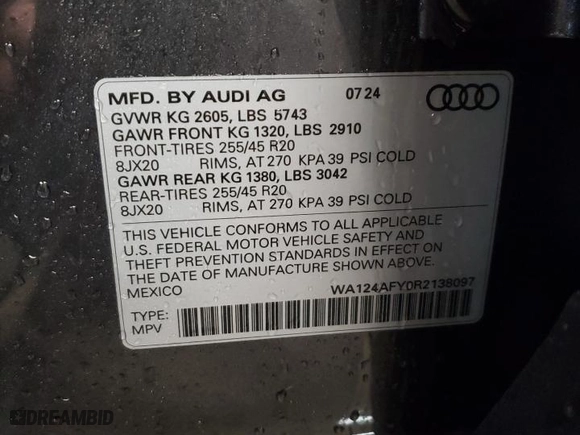 MFD. BY AUDI AG 07 24
GVWR KG 2605, LBS 5743
GAWR FRONT KG 1320, LBS 2910
FRONT-TIRES 255/45 R20
8JX20 RIMS, AT 270 KPA 39 PSI COLD
GAWR REAR KG 1380, LBS 3042
REAR-TIRES 255/45 R20
8JX20 RIMS, AT 270 KPA 39 PSI COLD
THIS VEHICLE CONFORMS TO ALL APPLICABLE
U.S. FEDERAL MOTOR VEHICLE SAFETY AND
THEFT PREVENTION STANDARDS IN EFFECT ON
THE DATE OF MANUFACTURE SHOWN ABOVE.
MEXICO
WA124AFY0R2138097
TYPE:
MPV
DREAMBID